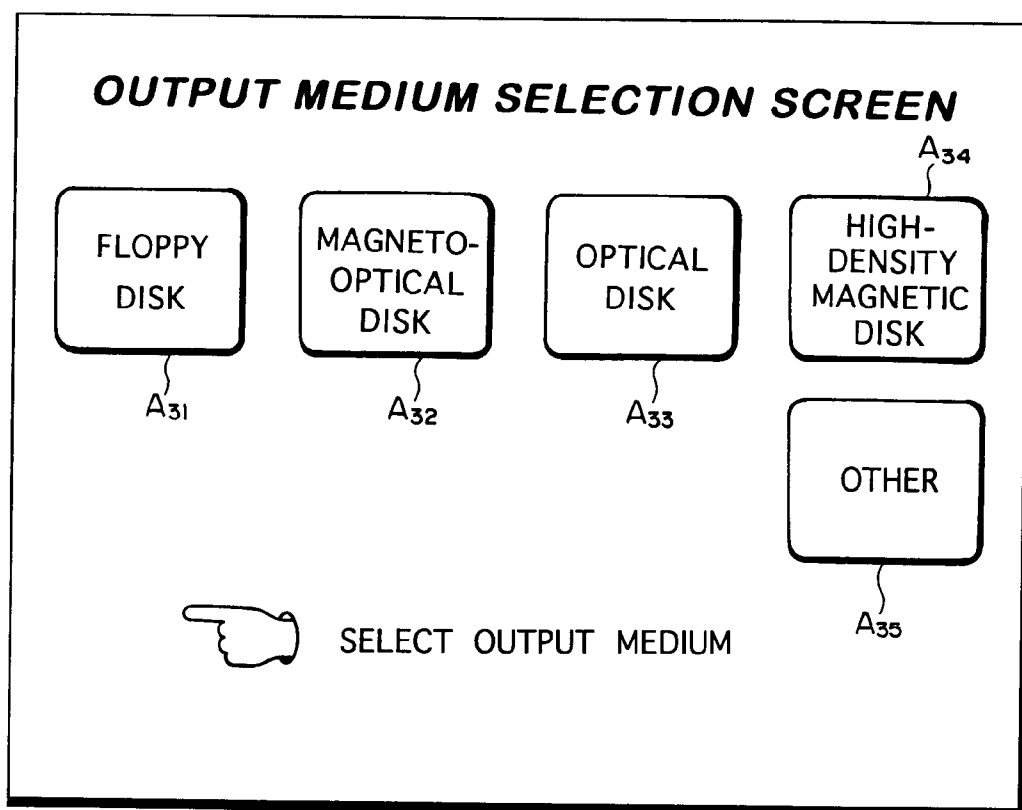 OUTPUT MEDIUM SELECTION SCREEN
A34
FLOPPY
DISK
MAGNETO-
OPTICAL
DISK
OPTICAL
DISK
HIGH-
DENSITY
MAGNETIC
DISK
A31
A32
A33
OTHER
A35
SELECT OUTPUT MEDIUM